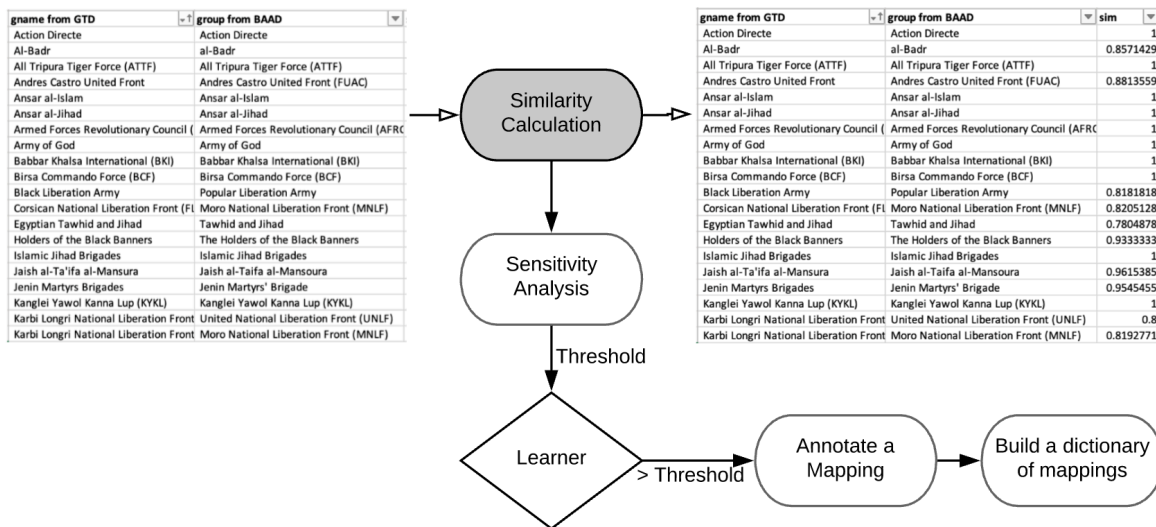 gname from GTD group from BAAD
Action Directe Action Directe
Al-Badr al-Badr
All Tripura Tiger Force (ATTF) All Tripura Tiger Force (ATTF)
Andres Castro United Front Andres Castro United Front (FUAC)
Ansar al-Islam Ansar al-Islam
Ansar al-Jihad Ansar al-Jihad
Armed Forces Revolutionary Council ( Armed Forces Revolutionary Council (AFRC
Army of God Army of God
Babbar Khalsa International (BKI) Babbar Khalsa International (BKI)
Birsa Commando Force (BCF) Birsa Commando Force (BCF)
Black Liberation Army Popular Liberation Army
Corsican National Liberation Front (FL Moro National Liberation Front (MNLF)
Egyptian Tawhid and Jihad Tawhid and Jihad
Holders of the Black Banners The Holders of the Black Banners
Islamic Jihad Brigades Islamic Jihad Brigades
Jaish al-Ta'ifa al-Mansura Jaish al-Taifa al-Mansoura
Jenin Martyrs Brigades Jenin Martyrs' Brigade
Kanglei Yawol Kanna Lup (KYKL) Kanglei Yawol Kanna Lup (KYKL)
Karbi Longri National Liberation Front United National Liberation Front (UNLF)
Karbi Longri National Liberation Front Moro National Liberation Front (MNLF)
Similarity
Calculation
gname from GTD group from BAAD sim
Action Directe Action Directe 1
Al-Badr al-Badr 0.8571429
All Tripura Tiger Force (ATTF) All Tripura Tiger Force (ATTF) 1
Andres Castro United Front Andres Castro United Front (FUAC) 0.8813559
Ansar al-Islam Ansar al-Islam 1
Ansar al-Jihad Ansar al-Jihad 1
Armed Forces Revolutionary Council ( Armed Forces Revolutionary Council (AFRC 1
Army of God Army of God 1
Babbar Khalsa International (BKI) Babbar Khalsa International (BKI) 1
Birsa Commando Force (BCF) Birsa Commando Force (BCF) 1
Black Liberation Army Popular Liberation Army 0.8181818
Corsican National Liberation Front (FL Moro National Liberation Front (MNLF) 0.8205128
Egyptian Tawhid and Jihad Tawhid and Jihad 0.7804878
Holders of the Black Banners The Holders of the Black Banners 0.9333333
Islamic Jihad Brigades Islamic Jihad Brigades 1
Jaish al-Ta'ifa al-Mansura Jaish al-Taifa al-Mansoura 0.9615385
Jenin Martyrs Brigades Jenin Martyrs' Brigade 0.9545455
Kanglei Yawol Kanna Lup (KYKL) Kanglei Yawol Kanna Lup (KYKL) 1
Karbi Longri National Liberation Front United National Liberation Front (UNLF) 0.8
Karbi Longri National Liberation Front Moro National Liberation Front (MNLF) 0.8192771
Sensitivity
Analysis
Threshold
Learner
> Threshold
Annotate a
Mapping
Build a dictionary
of mappings